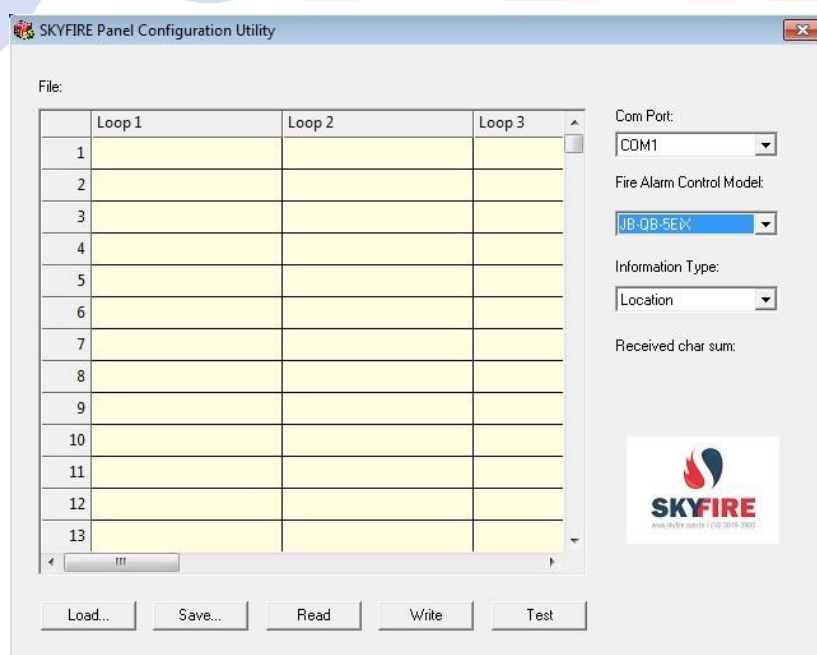 SKYFIRE Panel Configuration Utility
File:
Loop 1 Loop 2 Loop 3
1
2
3
4
5
6
7
8
9
10
11
12
13
Com Port:
COM1
Fire Alarm Control Model:
JB-QB-5EiX
Information Type:
Location
Received char sum:
SKYFIRE
Load... Save... Read Write Test